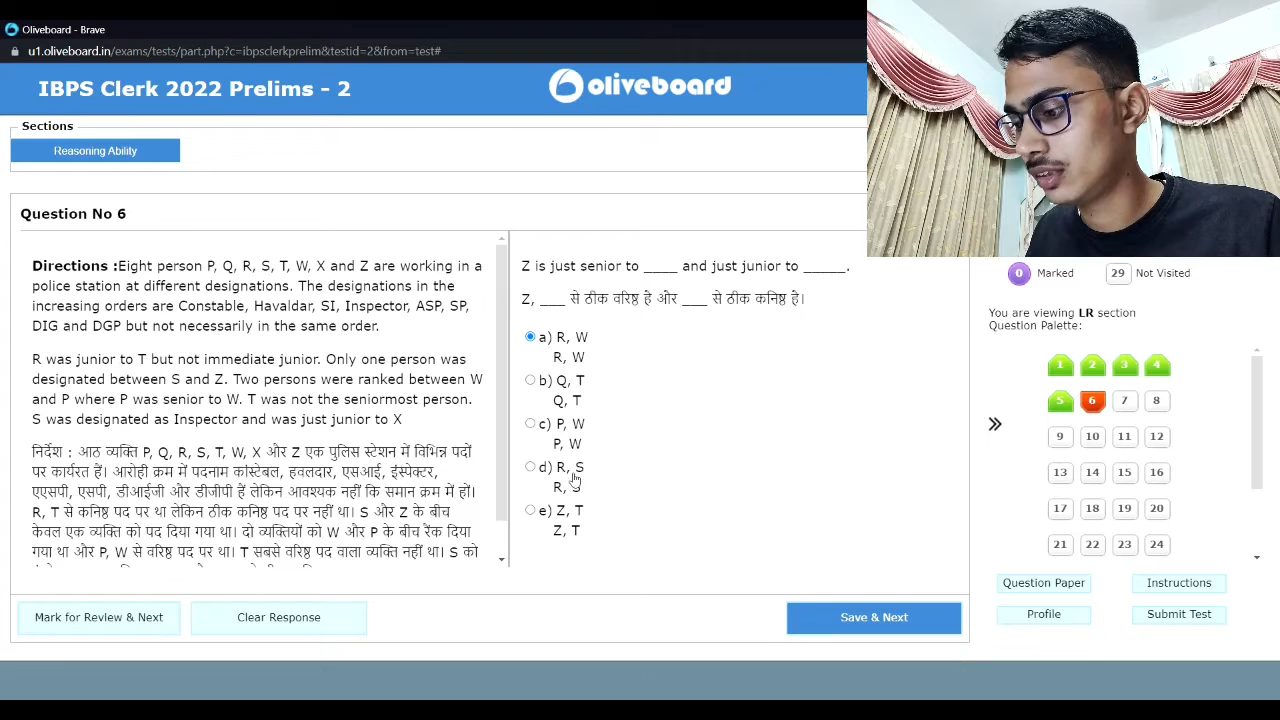 Oliveboard - Brave
u1.oliveboard.in/exams/tests/part.php?c=ibpsclerkprelim&testid=2&from=test#
IBPS Clerk 2022 Prelims - 2
oliveboard
Sections
Reasoning Ability
Question No 6
Directions :Eight person P, Q, R, S, T, W, X and Z are working in a
police station at different designations. The designations in the
increasing orders are Constable, Havaldar, SI, Inspector, ASP, SP,
DIG and DGP but not necessarily in the same order.
R was junior to T but not immediate junior. Only one person was
designated between S and Z. Two persons were ranked between W
and P where P was senior to W. T was not the seniormost person.
S was designated as Inspector and was just junior to X
निर्देश : आठ व्यक्ति P, Q, R, S, T, W, X और Z एक पुलिस स्टेशन में विभिन्न पदों
पर कार्यरत हैं। आरोही क्रम में पदनाम कांस्टेबल, हवलदार, एसआई, इंस्पेक्टर,
एएसपी, एसपी, डीआईजी और डीजीपी हैं लेकिन आवश्यक नहीं कि समान क्रम में हों।
R, T से कनिष्ठ पद पर था लेकिन ठीक कनिष्ठ पद पर नहीं था। S और Z के बीच
केवल एक व्यक्ति को पद दिया गया था। दो व्यक्तियों को W और P के बीच रैंक दिया
गया था और P, W से वरिष्ठ पद पर था। T सबसे वरिष्ठ पद वाला व्यक्ति नहीं था। S को
Z is just senior to ____ and just junior to _____.
Z, ___ से ठीक वरिष्ठ है और ___ से ठीक कनिष्ठ है।
a) R, W
R, W
b) Q, T
Q, T
c) P, W
P, W
d) R, S
R, S
e) Z, T
Z, T
Mark for Review & Next
Clear Response
Save & Next
0 Marked 29 Not Visited
You are viewing LR section
Question Palette:
1 2 3 4
5 6 7 8
9 10 11 12
13 14 15 16
17 18 19 20
21 22 23 24
Question Paper
Instructions
Profile
Submit Test